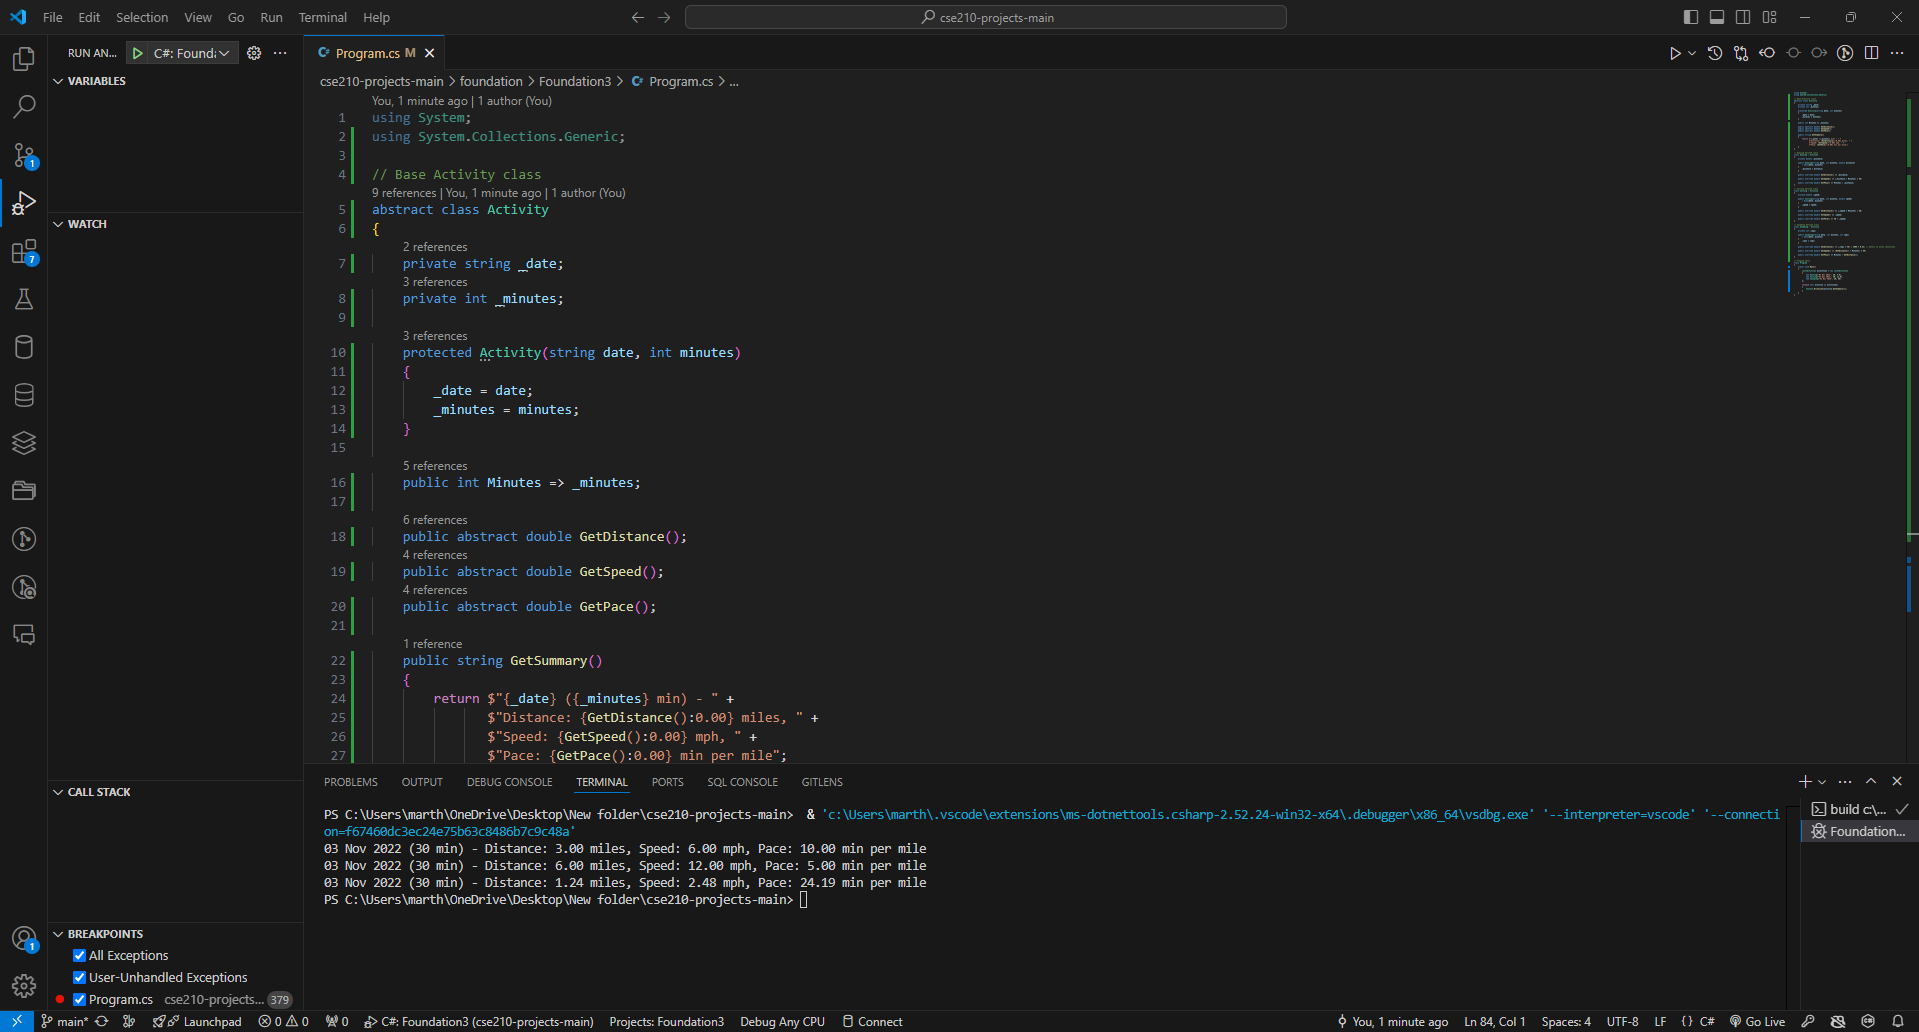 File Edit Selection View Go Run Terminal Help
cse210-projects-main
RUN AN... C#: Found
Program.cs M
cse210-projects-main > foundation > Foundation3 > Program.cs > ...
VARIABLES
WATCH
CALL STACK
BREAKPOINTS
All Exceptions
User-Unhandled Exceptions
Program.cs cse210-projects... 379
1
7
1
You, 1 minute ago | 1 author (You)
1 using System;
2 using System.Collections.Generic;
3
4 // Base Activity class
9 references | You, 1 minute ago | 1 author (You)
5 abstract class Activity
6 {
2 references
7 private string _date;
3 references
8 private int _minutes;
9
3 references
10 protected Activity(string date, int minutes)
11 {
12 _date = date;
13 _minutes = minutes;
14 }
15
5 references
16 public int Minutes => _minutes;
17
6 references
18 public abstract double GetDistance();
4 references
19 public abstract double GetSpeed();
4 references
20 public abstract double GetPace();
21
1 reference
22 public string GetSummary()
23 {
24 return $"{_date} ({_minutes} min) - " +
25 $"Distance: {GetDistance():0.00} miles, " +
26 $"Speed: {GetSpeed():0.00} mph, " +
27 $"Pace: {GetPace():0.00} min per mile";
PROBLEMS OUTPUT DEBUG CONSOLE TERMINAL PORTS SQL CONSOLE GITLENS
PS C:\Users\marth\OneDrive\Desktop\New folder\cse210-projects-main> & 'c:\Users\marth\.vscode\extensions\ms-dotnettools.csharp-2.52.24-win32-x64\.debugger\x86_64\vsdbg.exe' '--interpreter=vscode' '--connecti
on=f67460dc3ec24e75b63c8486b7c9c48a'
03 Nov 2022 (30 min) - Distance: 3.00 miles, Speed: 6.00 mph, Pace: 10.00 min per mile
03 Nov 2022 (30 min) - Distance: 6.00 miles, Speed: 12.00 mph, Pace: 5.00 min per mile
03 Nov 2022 (30 min) - Distance: 1.24 miles, Speed: 2.48 mph, Pace: 24.19 min per mile
PS C:\Users\marth\OneDrive\Desktop\New folder\cse210-projects-main>
build c:\...
Foundation...
main* Launchpad 0 0 0 C#: Foundation3 (cse210-projects-main) Projects: Foundation3 Debug Any CPU Connect You, 1 minute ago Ln 84, Col 1 Spaces: 4 UTF-8 LF {} C# Go Live